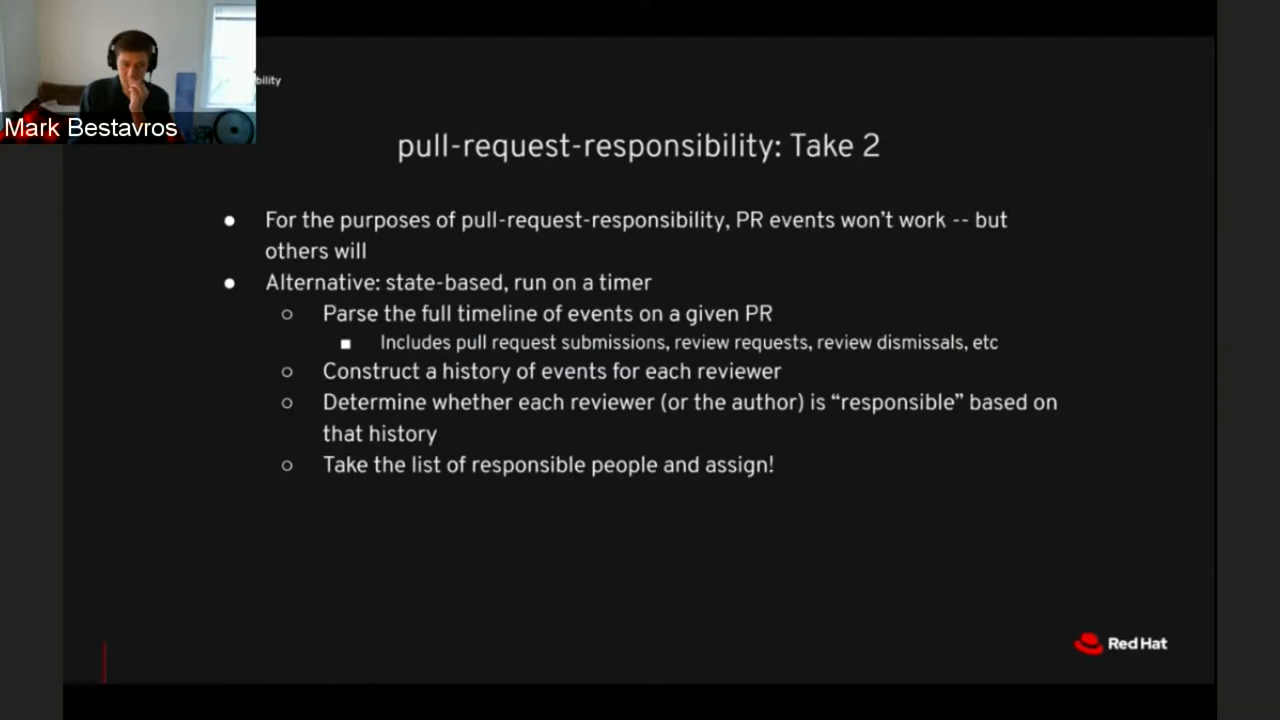 Mark Bestavros
bility
pull-request-responsibility: Take 2
● For the purposes of pull-request-responsibility, PR events won't work -- but
others will
● Alternative: state-based, run on a timer
○ Parse the full timeline of events on a given PR
■ Includes pull request submissions, review requests, review dismissals, etc
○ Construct a history of events for each reviewer
○ Determine whether each reviewer (or the author) is “responsible” based on
that history
○ Take the list of responsible people and assign!
Red Hat